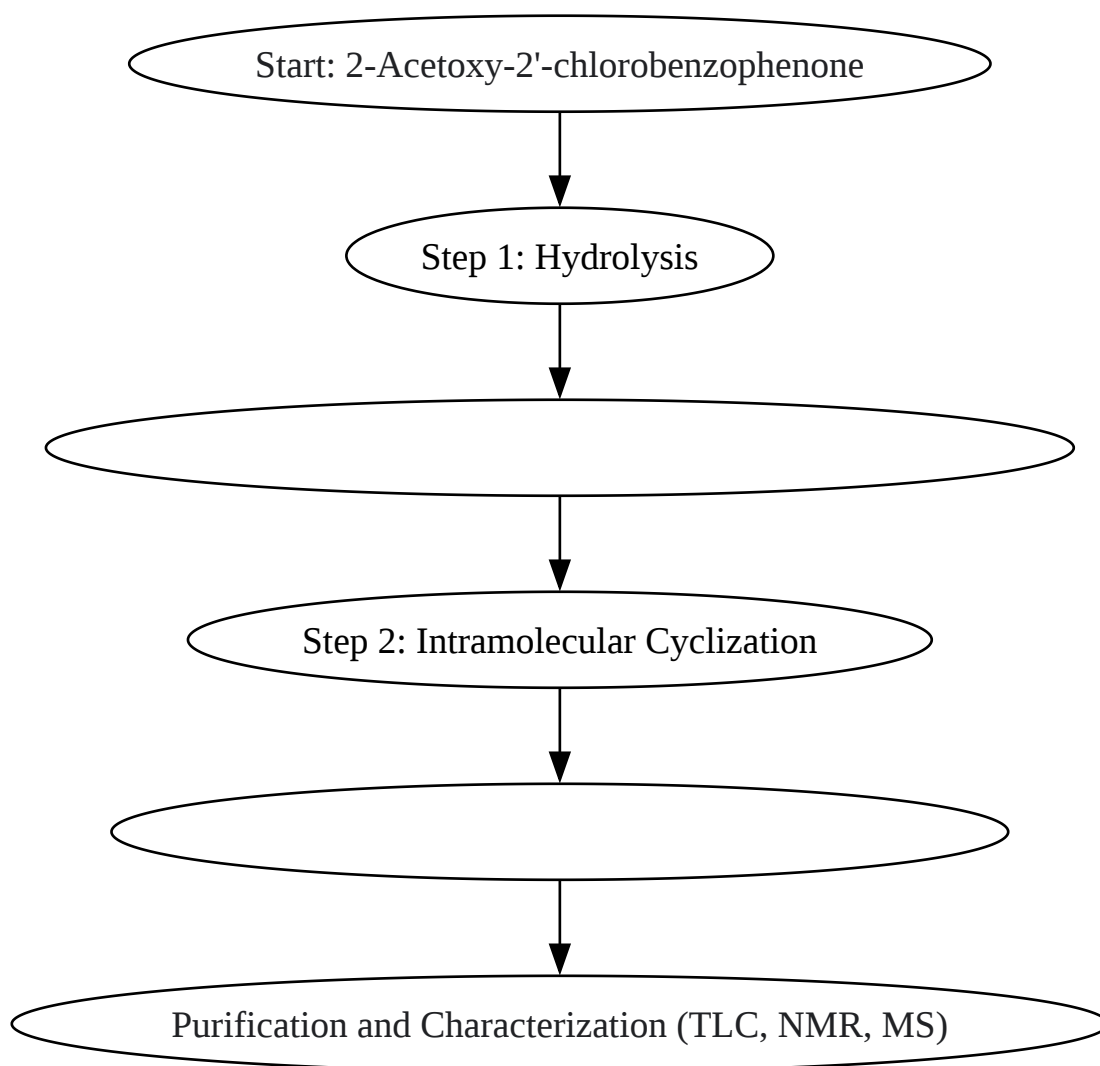 Start: 2-Acetoxy-2'-chlorobenzophenone
Step 1: Hydrolysis
Step 2: Intramolecular Cyclization
Purification and Characterization (TLC, NMR, MS)